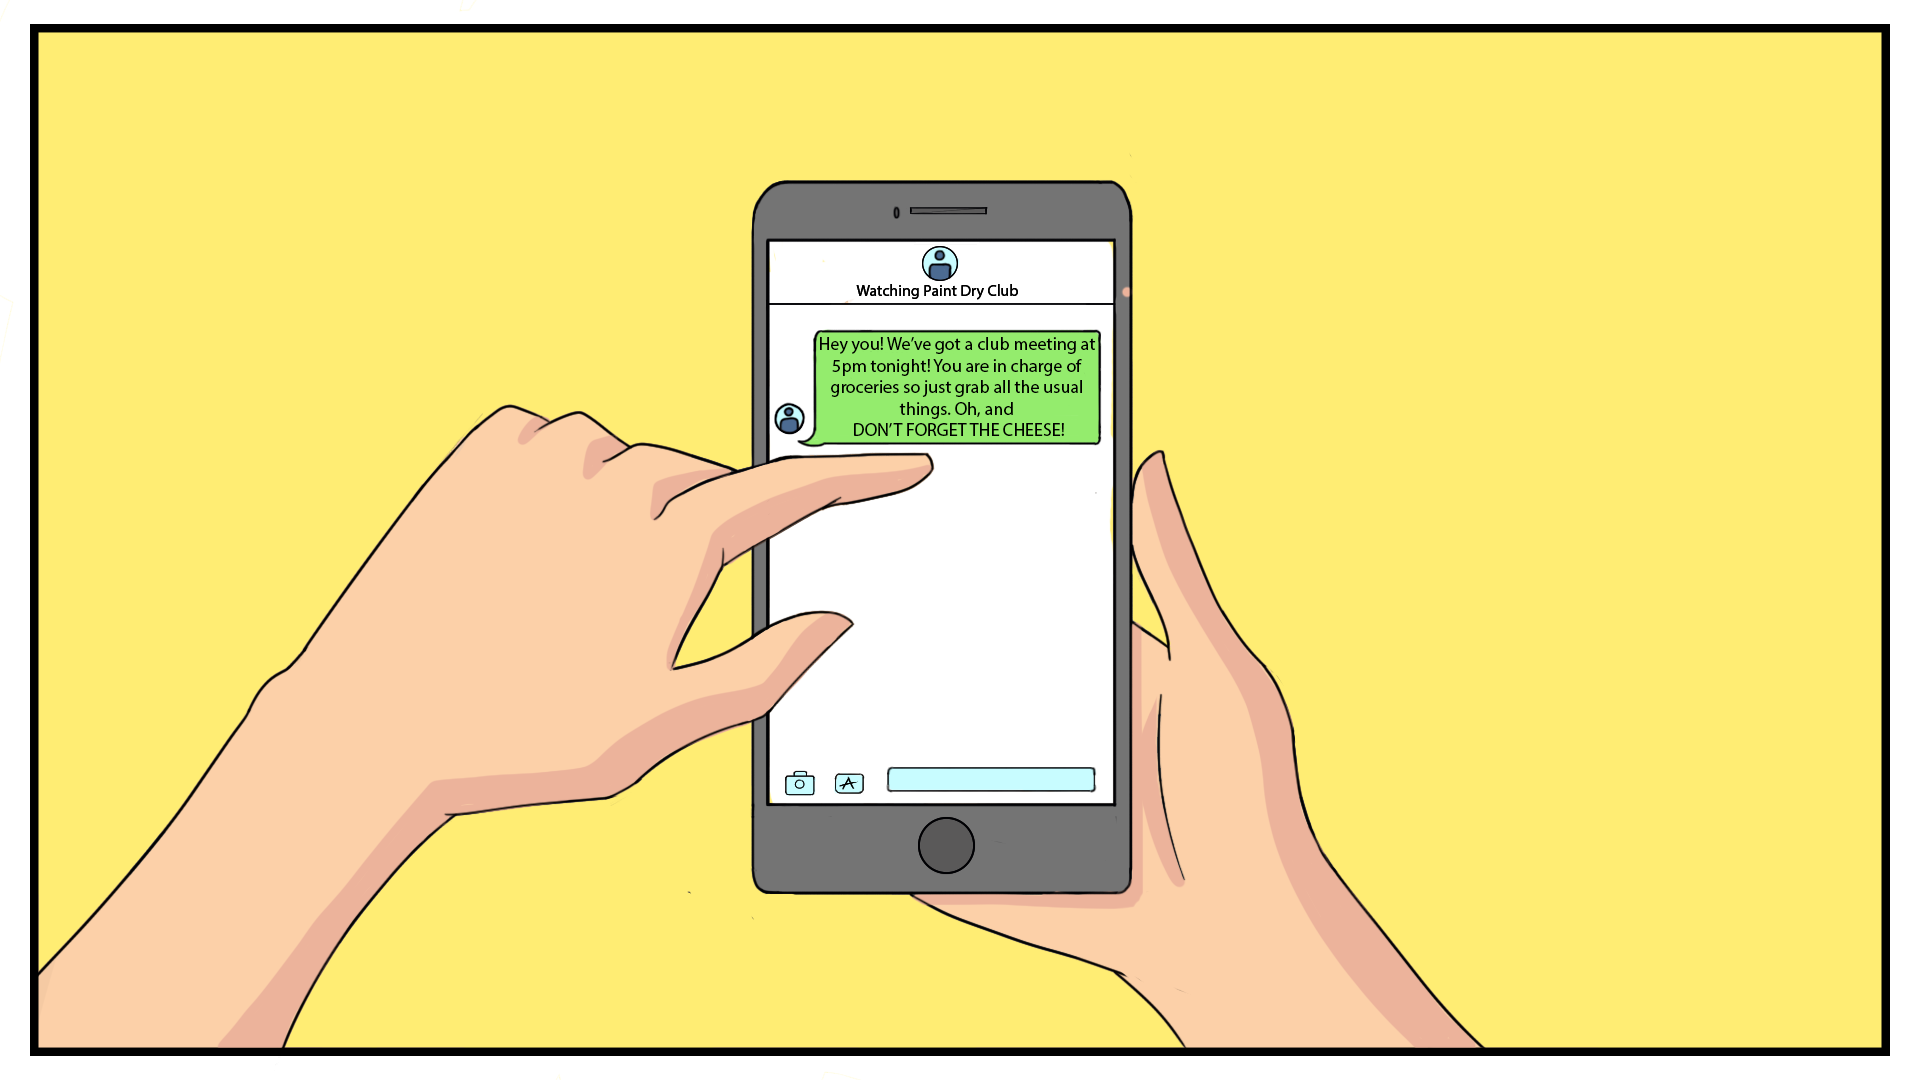 Watching Paint Dry Club
Hey you! We've got a club meeting at
5pm tonight! You are in charge of
groceries so just grab all the usual
things. Oh, and
DON'T FORGET THE CHEESE!